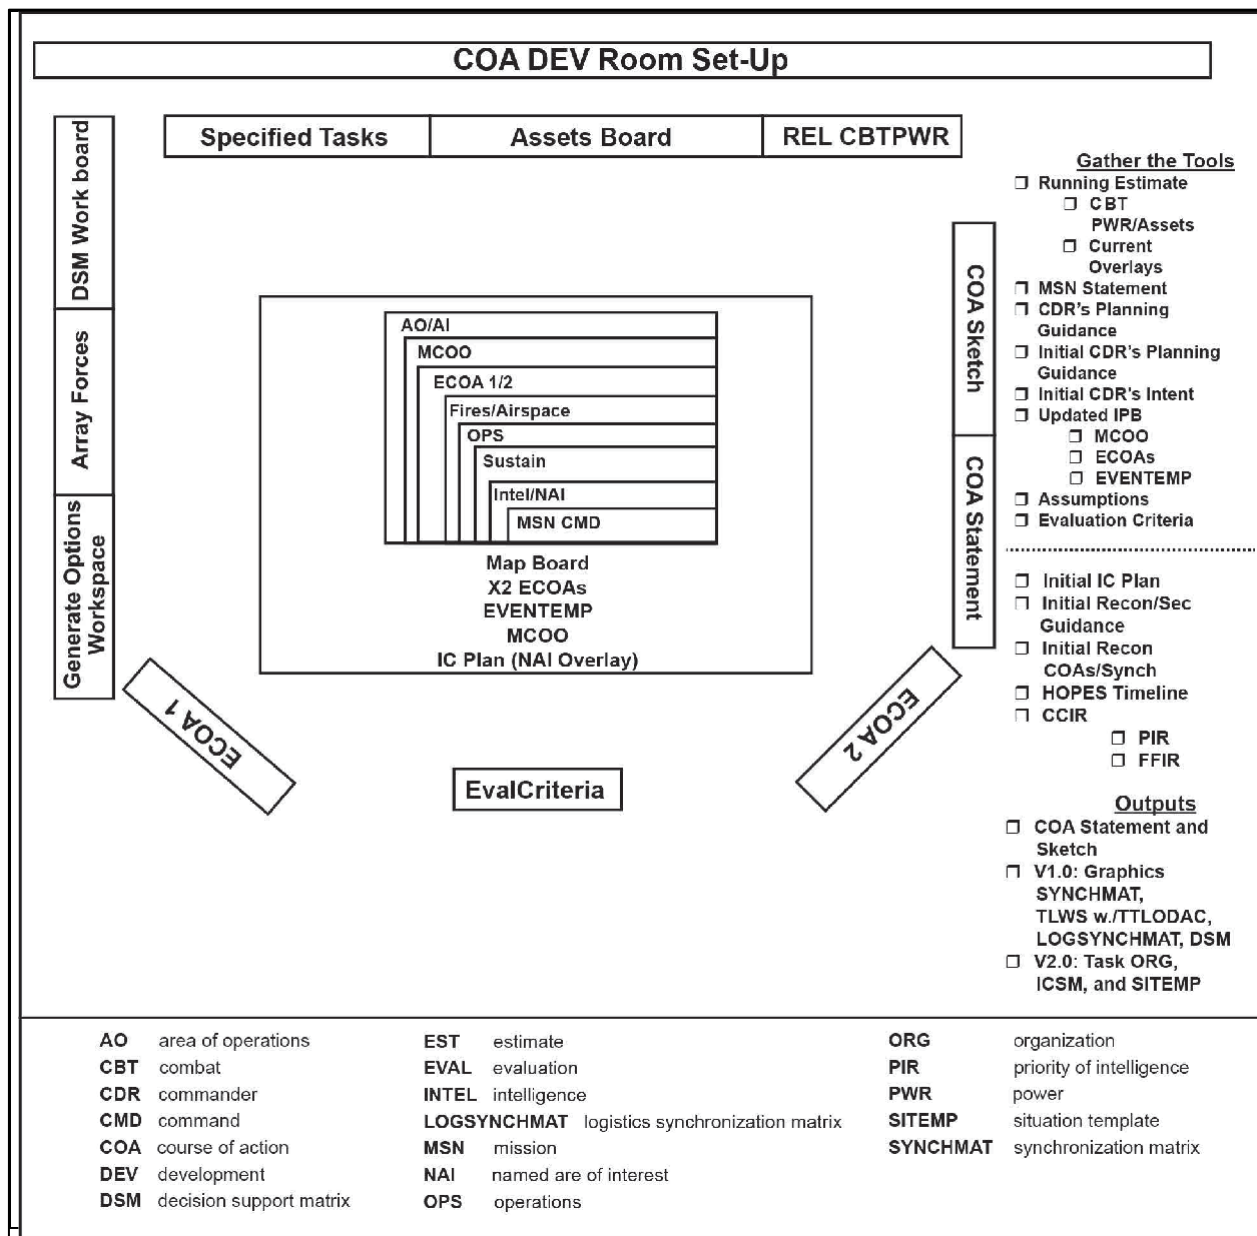 COA DEV Room Set-Up
Specified Tasks
Assets Board
REL CBTPWR
DSM Work board
Array Forces
Generate Options
Workspace
ECOA 1
AO/AI
MCOO
ECOA 1/2
Fires/Airspace
OPS
Sustain
Intel/NAI
MSN CMD
Map Board
X2 ECOAs
EVENTEMP
MCOO
IC Plan (NAI Overlay)
EvalCriteria
ECOA 2
COA Sketch
COA Statement
Gather the Tools
Running Estimate
CBT
PWR/Assets
Current
Overlays
MSN Statement
CDR's Planning
Guidance
Initial CDR's Planning
Guidance
Initial CDR's Intent
Updated IPB
MCOO
ECOAs
EVENTEMP
Assumptions
Evaluation Criteria
Initial IC Plan
Initial Recon/Sec
Guidance
Initial Recon
COAs/Synch
HOPES Timeline
CCIR
PIR
FFIR
Outputs
COA Statement and
Sketch
V1.0: Graphics
SYNCHMAT,
TLWS w./TTLODAC,
LOGSYNCHMAT, DSM
V2.0: Task ORG,
ICSM, and SITEMP
AO area of operations
CBT combat
CDR commander
CMD command
COA course of action
DEV development
DSM decision support matrix
EST estimate
EVAL evaluation
INTEL intelligence
LOGSYNCHMAT logistics synchronization matrix
MSN mission
NAI named are of interest
OPS operations
ORG organization
PIR priority of intelligence
PWR power
SITEMP situation template
SYNCHMAT synchronization matrix